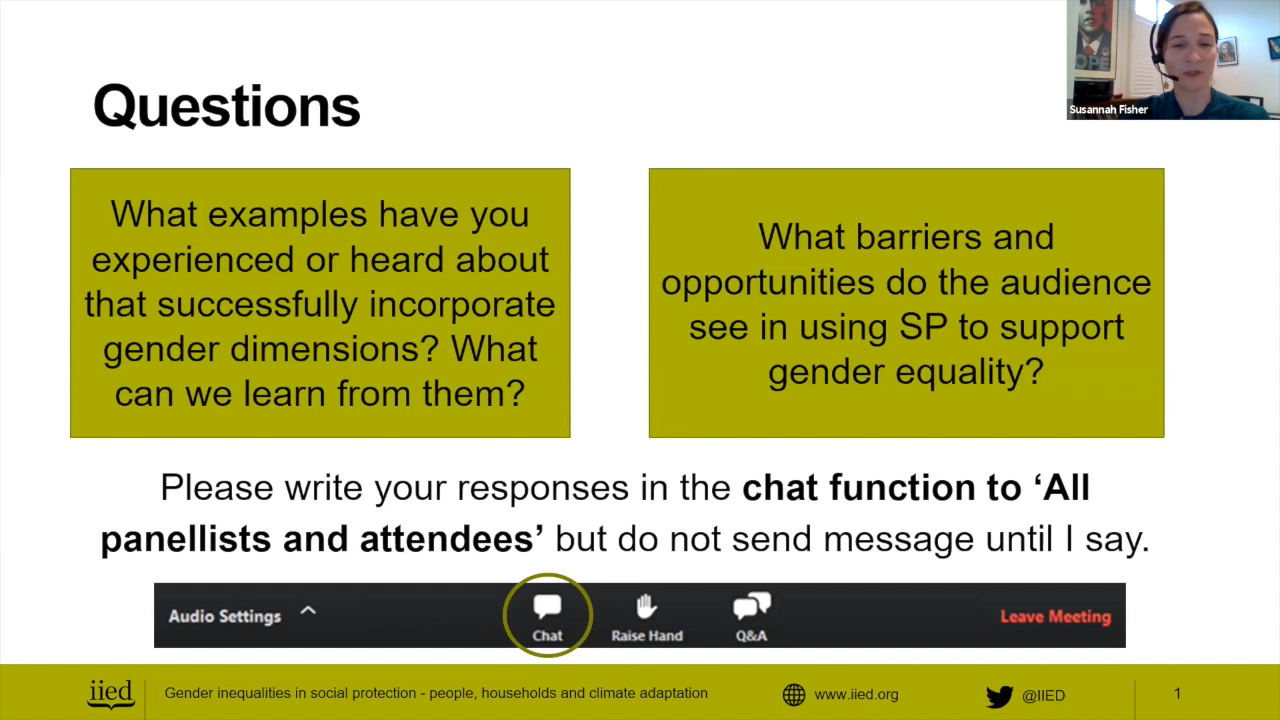 OPE
Susannah Fisher
Questions
What examples have you
experienced or heard about
that successfully incorporate
gender dimensions? What
can we learn from them?
What barriers and
opportunities do the audience
see in using SP to support
gender equality?
Please write your responses in the chat function to ‘All
panellists and attendees’ but do not send message until I say.
Audio Settings
Chat
Raise Hand
Q&A
Leave Meeting
iied
Gender inequalities in social protection - people, households and climate adaptation
www.iied.org
@IIED
1